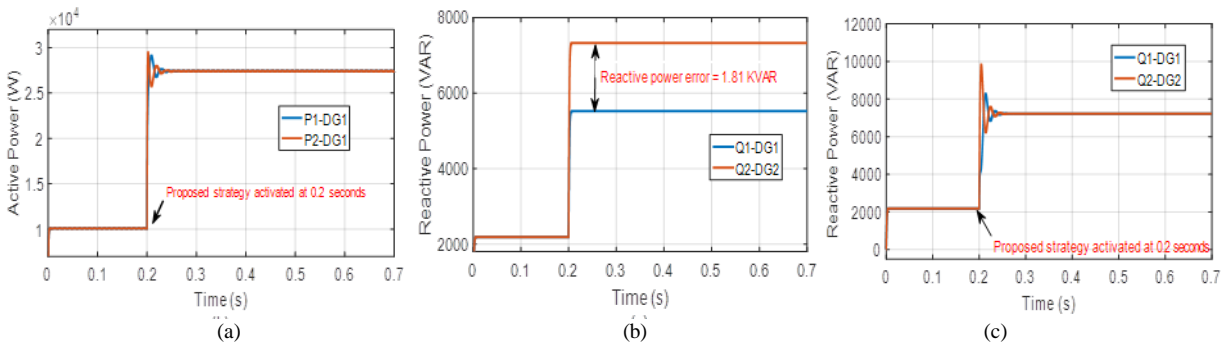 ×10⁴
Active Power (W)
3
2.5
2
1.5
1
P1-DG1
P2-DG1
Proposed strategy activated at 0.2 seconds
0 0.1 0.2 0.3 0.4 0.5 0.6 0.7
Time (s)
(a)
Reactive Power (VAR)
8000
7000
6000
5000
4000
3000
2000
Reactive power error = 1.81 KVAR
Q1-DG1
Q2-DG2
0 0.1 0.2 0.3 0.4 0.5 0.6 0.7
Time (s)
(b)
Reactive Power (VAR)
12000
10000
8000
6000
4000
2000
0
Q1-DG1
Q2-DG2
Proposed strategy activated at 0.2 seconds
0 0.1 0.2 0.3 0.4 0.5 0.6 0.7
Time (s)
(c)